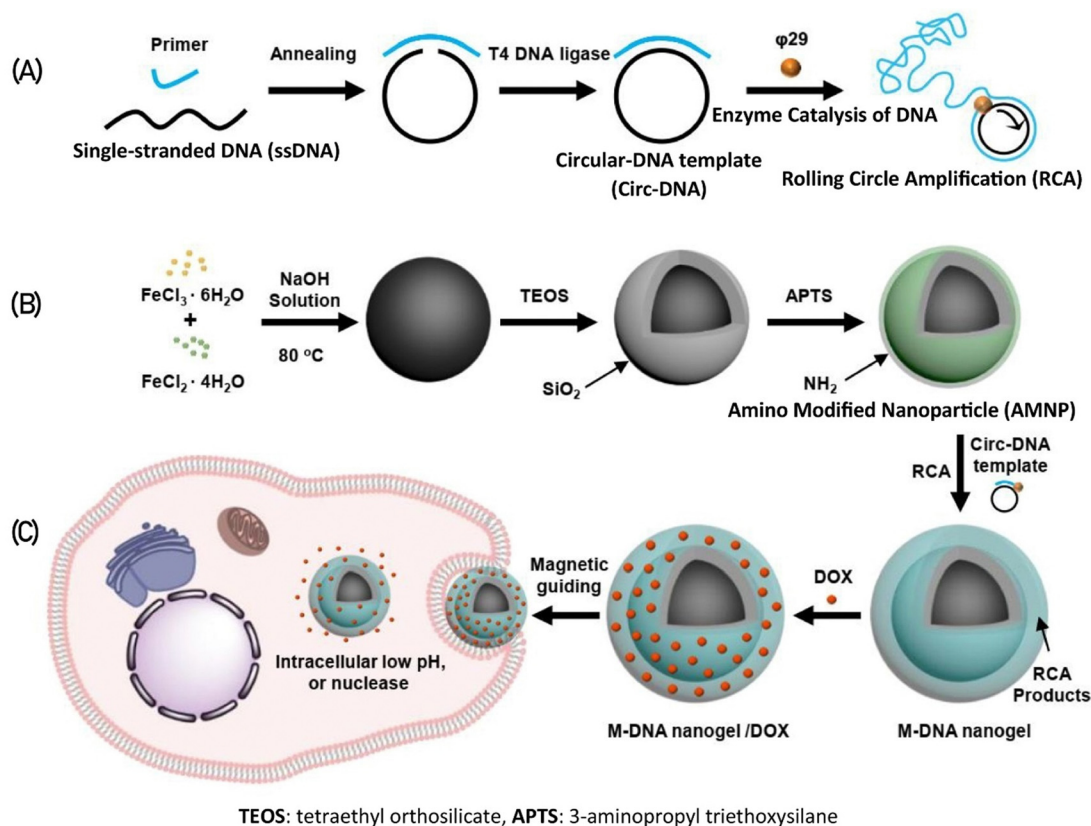 (A)
Primer
Single-stranded DNA (ssDNA)
Annealing
T4 DNA ligase
Circular-DNA template
(Circ-DNA)
φ29
Enzyme Catalysis of DNA
Rolling Circle Amplification (RCA)
(B)
FeCl₃ · 6H₂O
+
FeCl₂ · 4H₂O
NaOH
Solution
80 °C
TEOS
SiO₂
APTS
NH₂
Amino Modified Nanoparticle (AMNP)
RCA
Circ-DNA
template
(C)
Intracellular low pH,
or nuclease
Magnetic
guiding
M-DNA nanogel /DOX
DOX
RCA
Products
M-DNA nanogel
TEOS: tetraethyl orthosilicate, APTS: 3-aminopropyl triethoxysilane